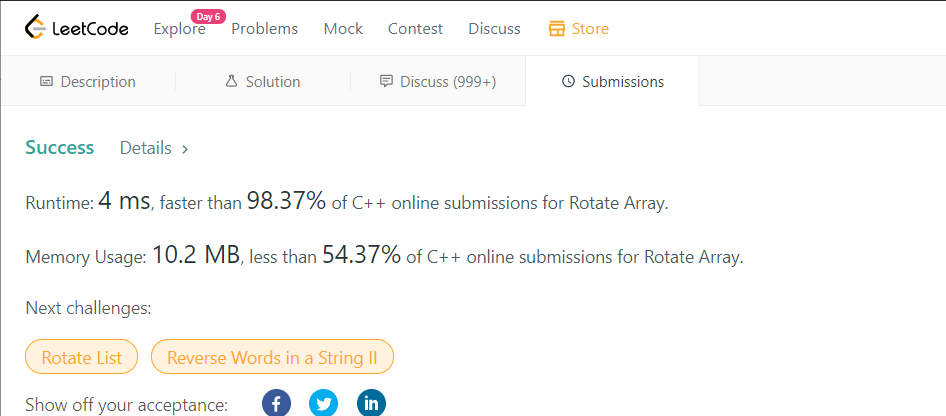 Day 6
LeetCode Explore Problems Mock Contest Discuss Store
Description Solution Discuss (999+) Submissions
Success Details >
Runtime: 4 ms, faster than 98.37% of C++ online submissions for Rotate Array.
Memory Usage: 10.2 MB, less than 54.37% of C++ online submissions for Rotate Array.
Next challenges:
Rotate List Reverse Words in a String II
Show off your acceptance: f in